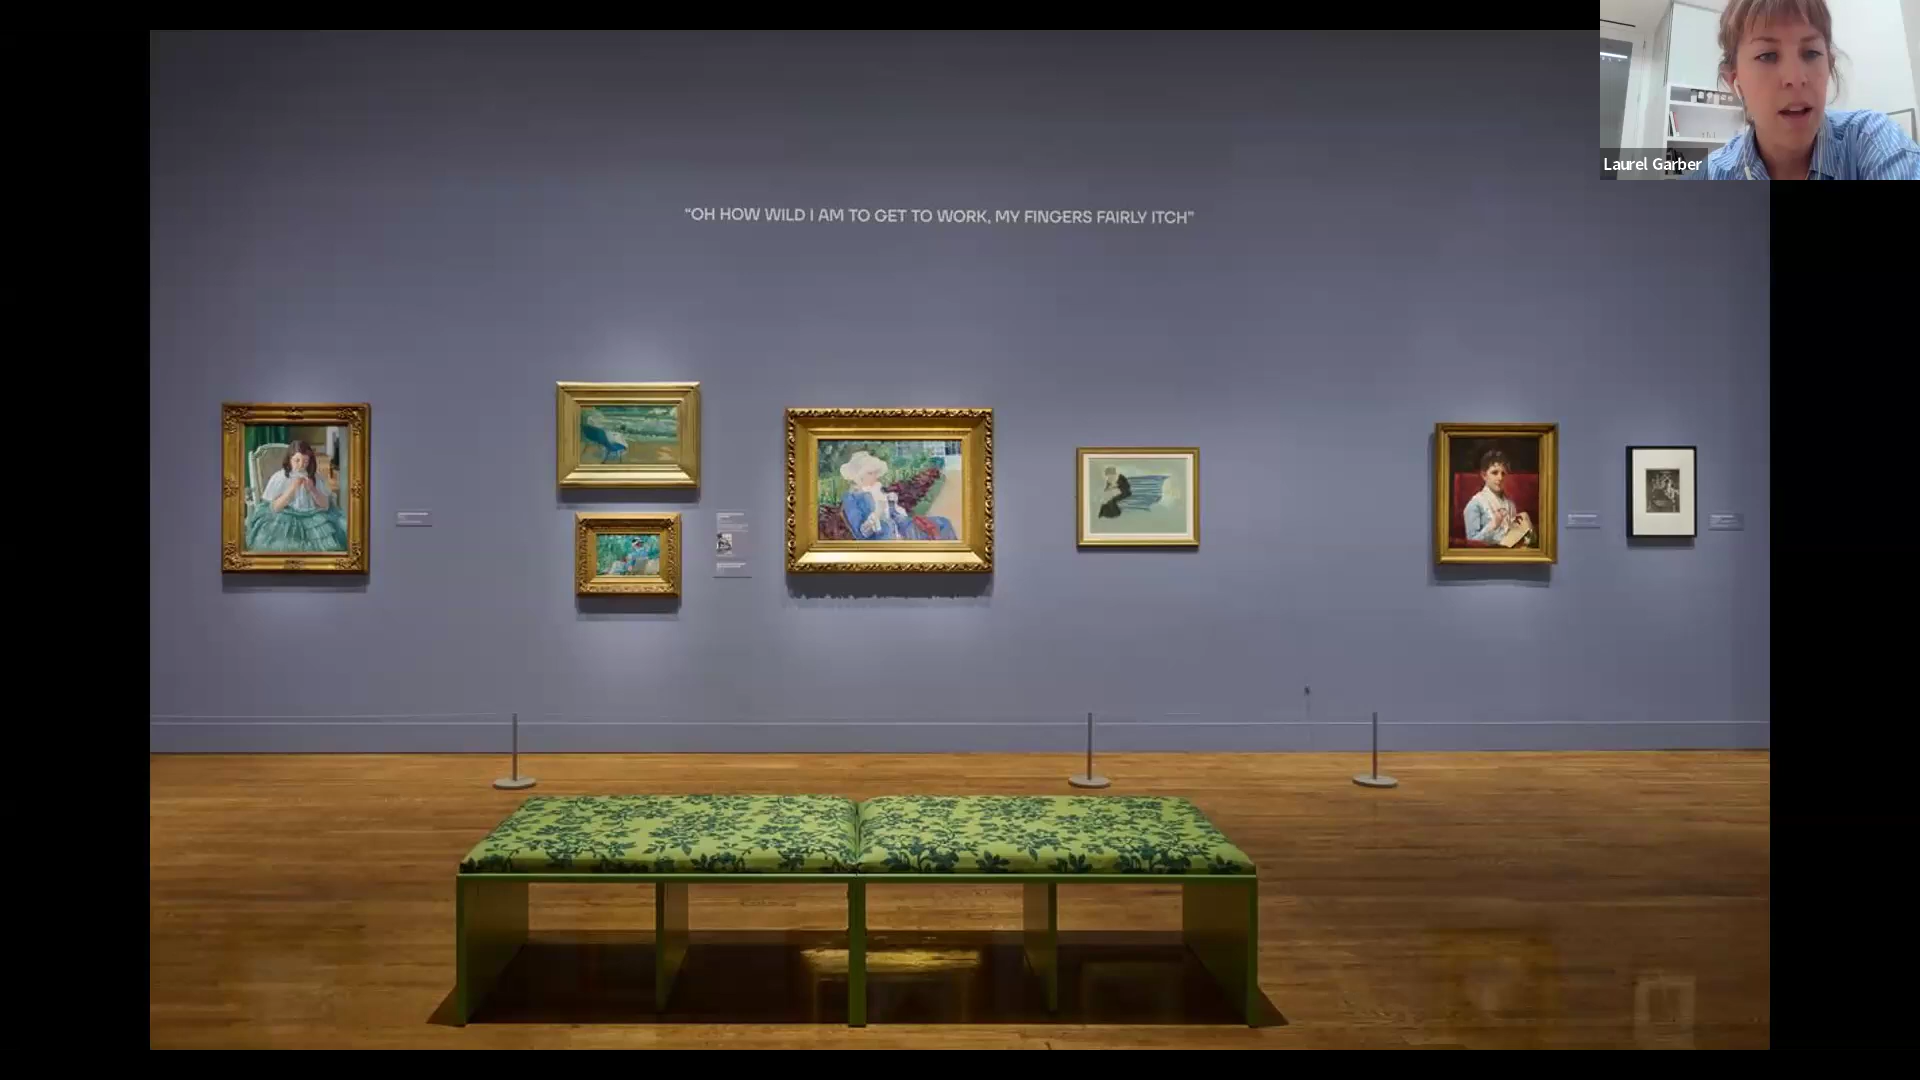 Laurel Garber
“OH HOW WILD I AM TO GET TO WORK, MY FINGERS FAIRLY ITCH”